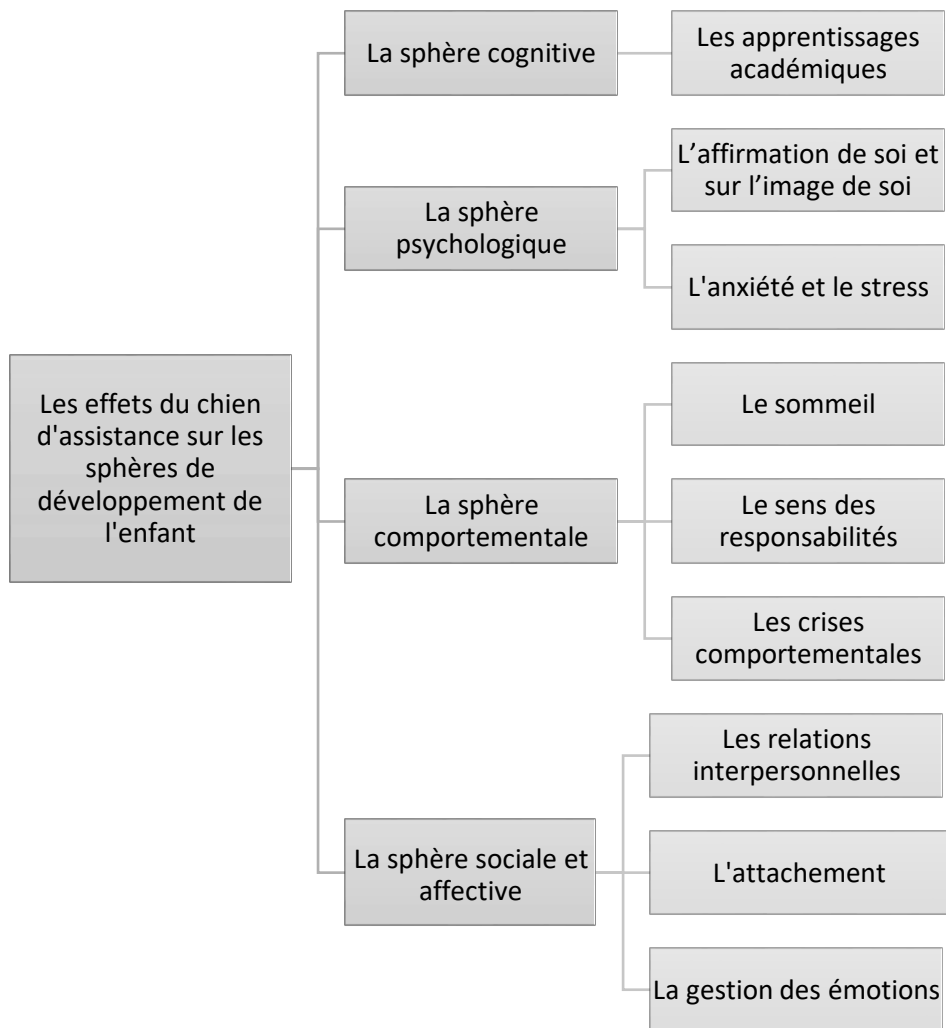 La sphère cognitive
Les apprentissages
académiques
L’affirmation de soi et
sur l’image de soi
La sphère
psychologique
L'anxiété et le stress
Les effets du chien
d'assistance sur les
sphères de
développement de
l'enfant
Le sommeil
La sphère
comportementale
Le sens des
responsabilités
Les crises
comportementales
Les relations
interpersonnelles
La sphère sociale et
affective
L'attachement
La gestion des émotions